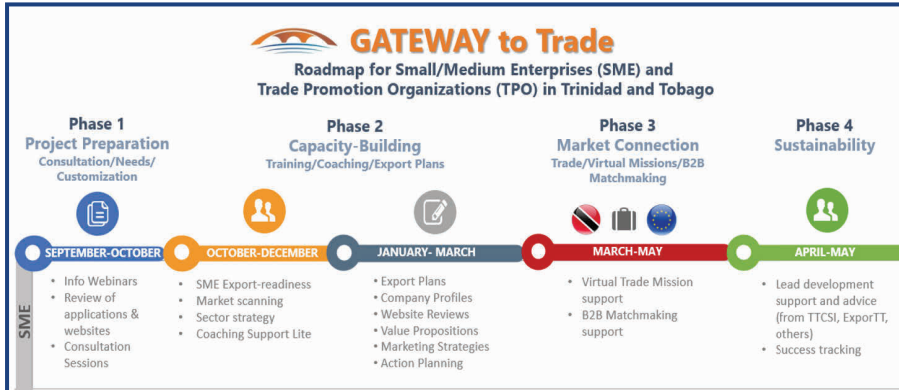 GATEWAY to Trade
Roadmap for Small/Medium Enterprises (SME) and
Trade Promotion Organizations (TPO) in Trinidad and Tobago
Phase 1
Project Preparation
Consultation/Needs/
Customization
Phase 2
Capacity-Building
Training/Coaching/Export Plans
Phase 3
Market Connection
Trade/Virtual Missions/B2B
Matchmaking
Phase 4
Sustainability
SEPTEMBER-OCTOBER
OCTOBER-DECEMBER
JANUARY- MARCH
MARCH-MAY
APRIL-MAY
SME
• Info Webinars
• Review of
applications &
websites
• Consultation
Sessions
• SME Export-readiness
• Market scanning
• Sector strategy
• Coaching Support Lite
• Export Plans
• Company Profiles
• Website Reviews
• Value Propositions
• Marketing Strategies
• Action Planning
• Virtual Trade Mission
support
• B2B Matchmaking
support
• Lead development
support and advice
(from TTCSI, ExporTT,
others)
• Success tracking